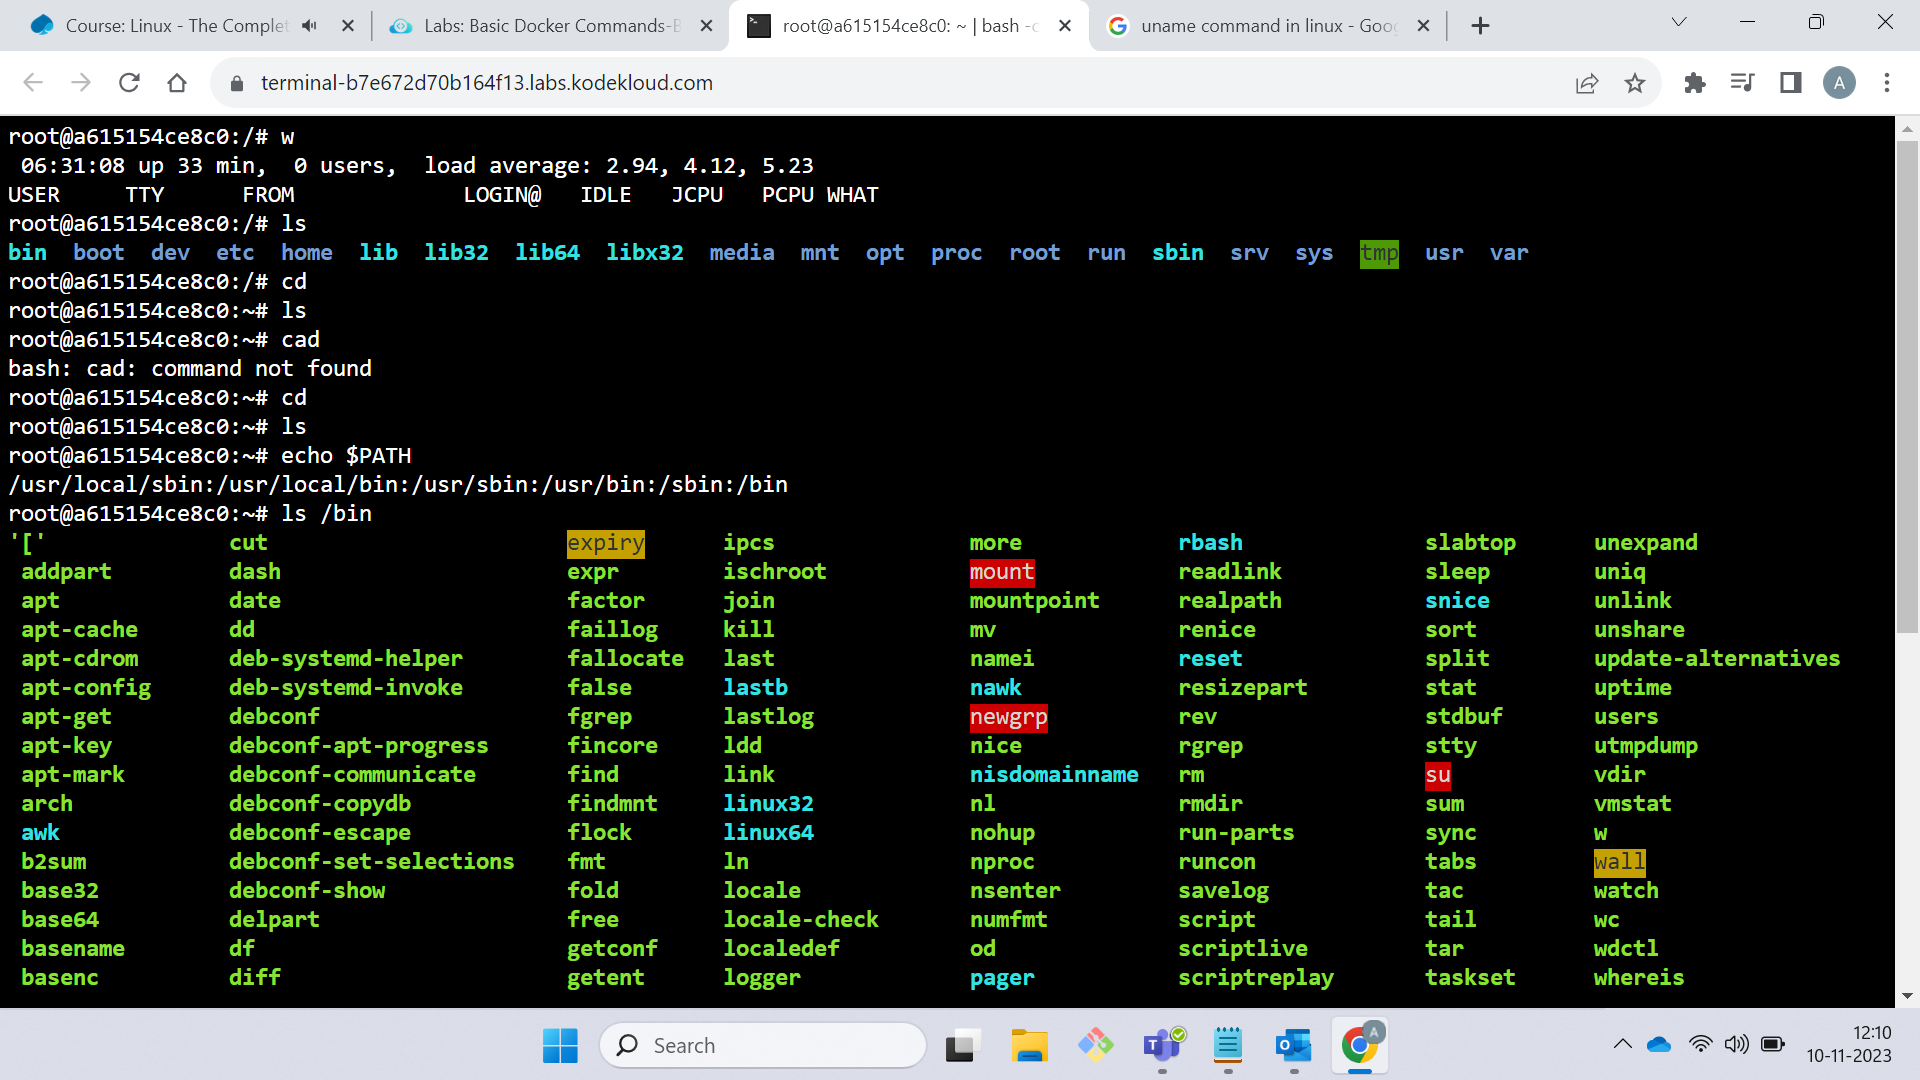 Course: Linux - The Complet
Labs: Basic Docker Commands-B
root@a615154ce8c0: ~ | bash -c
uname command in linux - Goog
terminal-b7e672d70b164f13.labs.kodekloud.com
A
root@a615154ce8c0:/# w
06:31:08 up 33 min,  0 users,  load average: 2.94, 4.12, 5.23
USER     TTY      FROM             LOGIN@   IDLE   JCPU   PCPU WHAT
root@a615154ce8c0:/# ls
bin  boot  dev  etc  home  lib  lib32  lib64  libx32  media  mnt  opt  proc  root  run  sbin  srv  sys  tmp  usr  var
root@a615154ce8c0:/# cd
root@a615154ce8c0:~# ls
root@a615154ce8c0:~# cad
bash: cad: command not found
root@a615154ce8c0:~# cd
root@a615154ce8c0:~# ls
root@a615154ce8c0:~# echo $PATH
/usr/local/sbin:/usr/local/bin:/usr/sbin:/usr/bin:/sbin:/bin
root@a615154ce8c0:~# ls /bin
'[' cut expiry ipcs more rbash slabtop unexpand
addpart dash expr ischroot mount readlink sleep uniq
apt date factor join mountpoint realpath snice unlink
apt-cache dd faillog kill mv renice sort unshare
apt-cdrom deb-systemd-helper fallocate last namei reset split update-alternatives
apt-config deb-systemd-invoke false lastb nawk resizepart stat uptime
apt-get debconf fgrep lastlog newgrp rev stdbuf users
apt-key debconf-apt-progress fincore ldd nice rgrep stty utmpdump
apt-mark debconf-communicate find link nisdomainname rm su vdir
arch debconf-copydb findmnt linux32 nl rmdir sum vmstat
awk debconf-escape flock linux64 nohup run-parts sync w
b2sum debconf-set-selections fmt ln nproc runcon tabs wall
base32 debconf-show fold locale nsenter savelog tac watch
base64 delpart free locale-check numfmt script tail wc
basename df getconf localedef od scriptlive tar wdctl
basenc diff getent logger pager scriptreplay taskset whereis
Search
A
12:10
10-11-2023